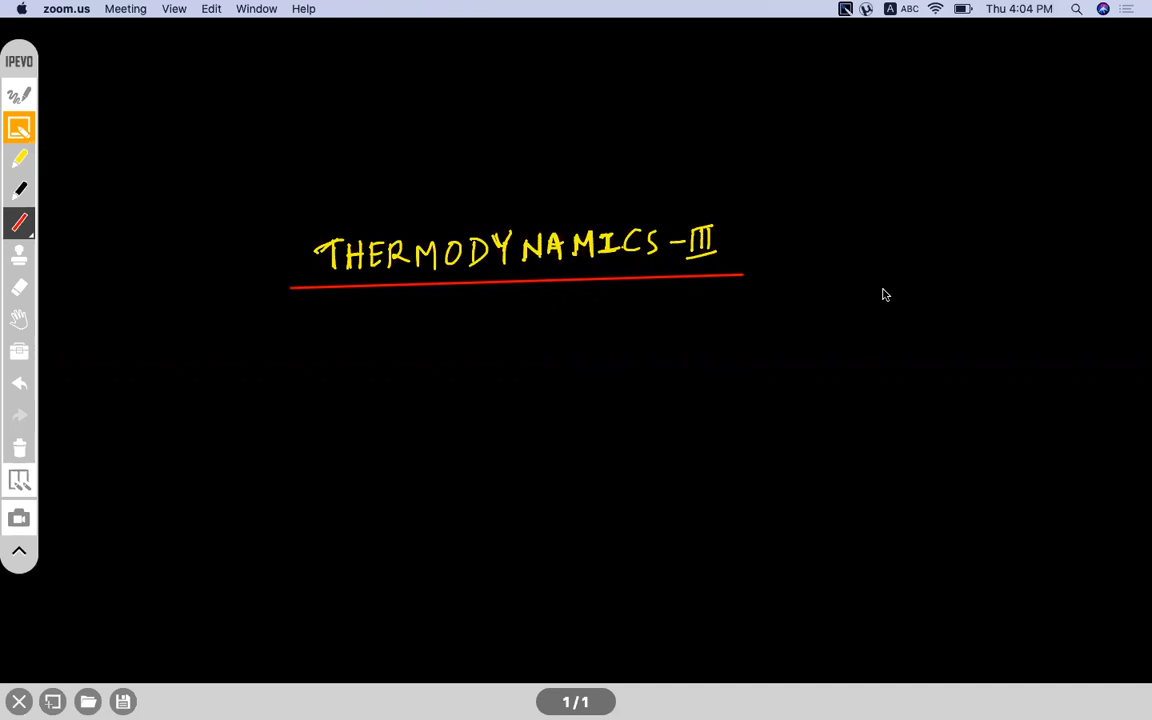 zoom.us Meeting View Edit Window Help A ABC Thu 4:04 PM
IPEVO
THERMODYNAMICS-III
1/1